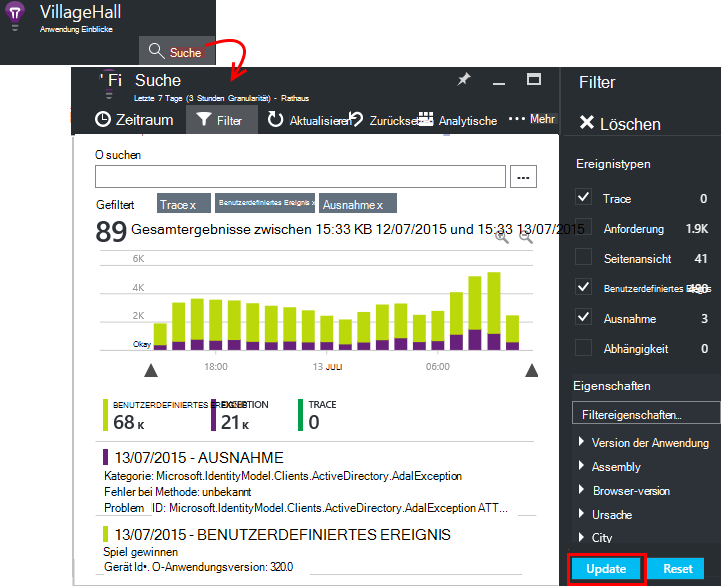 VillageHall
Anwendung Einblicke
Suche
' Fi Suche
Letzte 7 Tage (3 Stunden Granularität) - Rathaus
Zeitraum Filter Aktualisieren Zurückset Analytische ... Mehr
O suchen
...
Gefiltert Trace x Benutzerdefiniertes Ereignis x Ausnahme x
89 Gesamtergebnisse zwischen 15:33 KB 12/07/2015 und 15:33 13/07/2015
6K
4K
2K
Okay
18:00 13 JULI 06:00
BENUTZERDEFINIERTES EXCEPTION TRACE
68 K 21 K 0
13/07/2015 - AUSNAHME
Kategorie: Microsoft.IdentityModel.Clients.ActiveDirectory.AdalException
Fehler bei Methode: unbekannt
Problem ID: Microsoft.IdentityModel.Clients.ActiveDirectory.AdalException ATT...
13/07/2015 - BENUTZERDEFINIERTES EREIGNIS
Spiel gewinnen
Gerät Id•. O-Anwendungsversion: 320.0
Filter
Löschen
Ereignistypen
Trace 0
Anforderung 1.9K
Seitenansicht 41
Benutzerdefiniertes 490
Ausnahme 3
Abhängigkeit 0
Eigenschaften
Filtereigenschaften..
Version der Anwendung
Assembly
Browser-version
Ursache
City
Update Reset